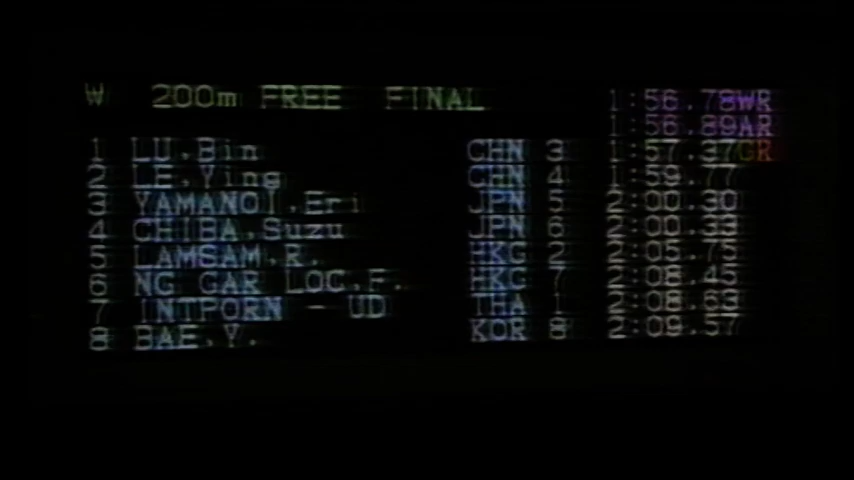 W 200m FREE FINAL 1:56.78WR
1:56.89AR
1 LU.Bin CHN 3 1:57.37GR
2 LE.Ying CHN 4 1:59.77
3 YAMANOI.Eri JPN 5 2:00.30
4 CHIBA.Suzu JPN 6 2:00.33
5 LAMSAM.R. HKG 2 2:05.75
6 NG GAR LOC.F. HKG 7 2:08.45
7 INTPORN-UD THA 1 2:08.63
8 BAE.Y. KOR 8 2:09.57